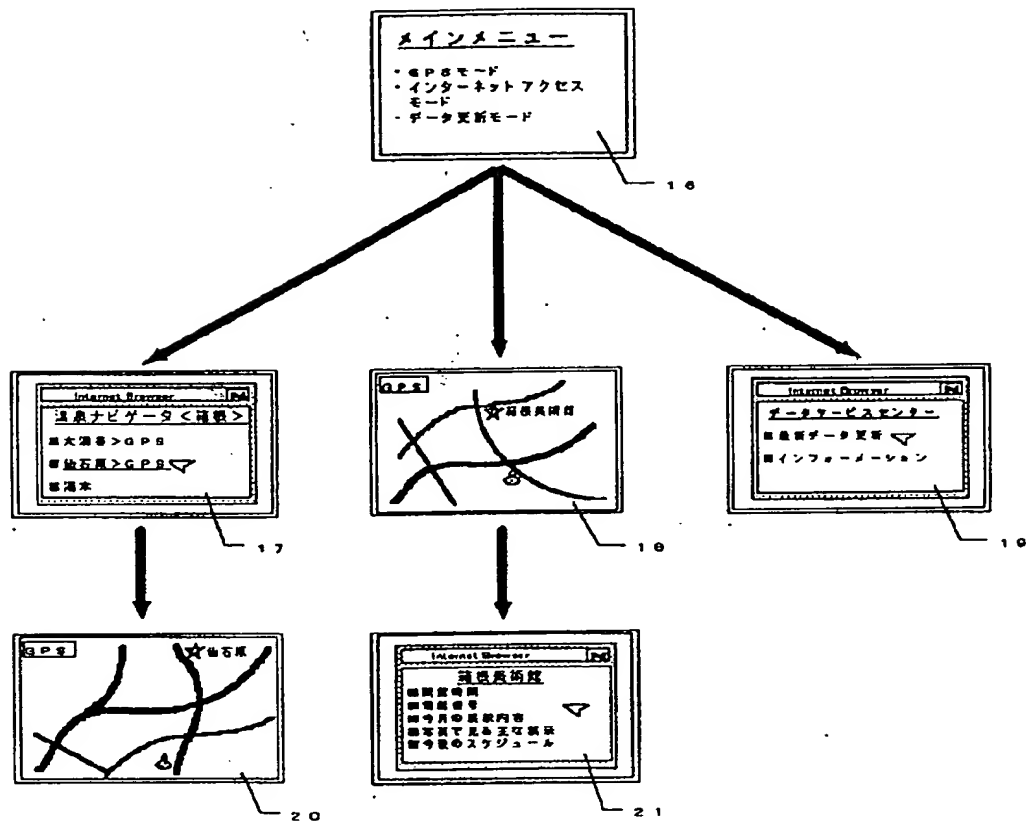 メインメニュー
・GPSモード
・インターネットアクセス
モード
・データ更新モード
16
Internet Browser
温泉ナビゲータ<箱根>
大涌谷>GPS
仙石原>GPS
湯本
17
GPS
箱根美術館
18
Internet Browser
データサービスセンター
最新データ更新
インフォーメーション
19
GPS
仙石原
20
Internet Browser
箱根美術館
開館時間
電話番号
今月の展示内容
写真で見る主な展示
今後のスケジュール
21